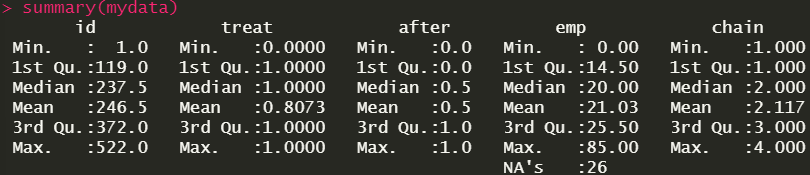 > summary(mydata)
       id            treat            after          emp            chain
 Min.   :  1.0   Min.   :0.0000   Min.   :0.0   Min.   : 0.00   Min.   :1.000
 1st Qu.:119.0   1st Qu.:1.0000   1st Qu.:0.0   1st Qu.:14.50   1st Qu.:1.000
 Median :237.5   Median :1.0000   Median :0.5   Median :20.00   Median :2.000
 Mean   :246.5   Mean   :0.8073   Mean   :0.5   Mean   :21.03   Mean   :2.117
 3rd Qu.:372.0   3rd Qu.:1.0000   3rd Qu.:1.0   3rd Qu.:25.50   3rd Qu.:3.000
 Max.   :522.0   Max.   :1.0000   Max.   :1.0   Max.   :85.00   Max.   :4.000
                                                NA's   :26